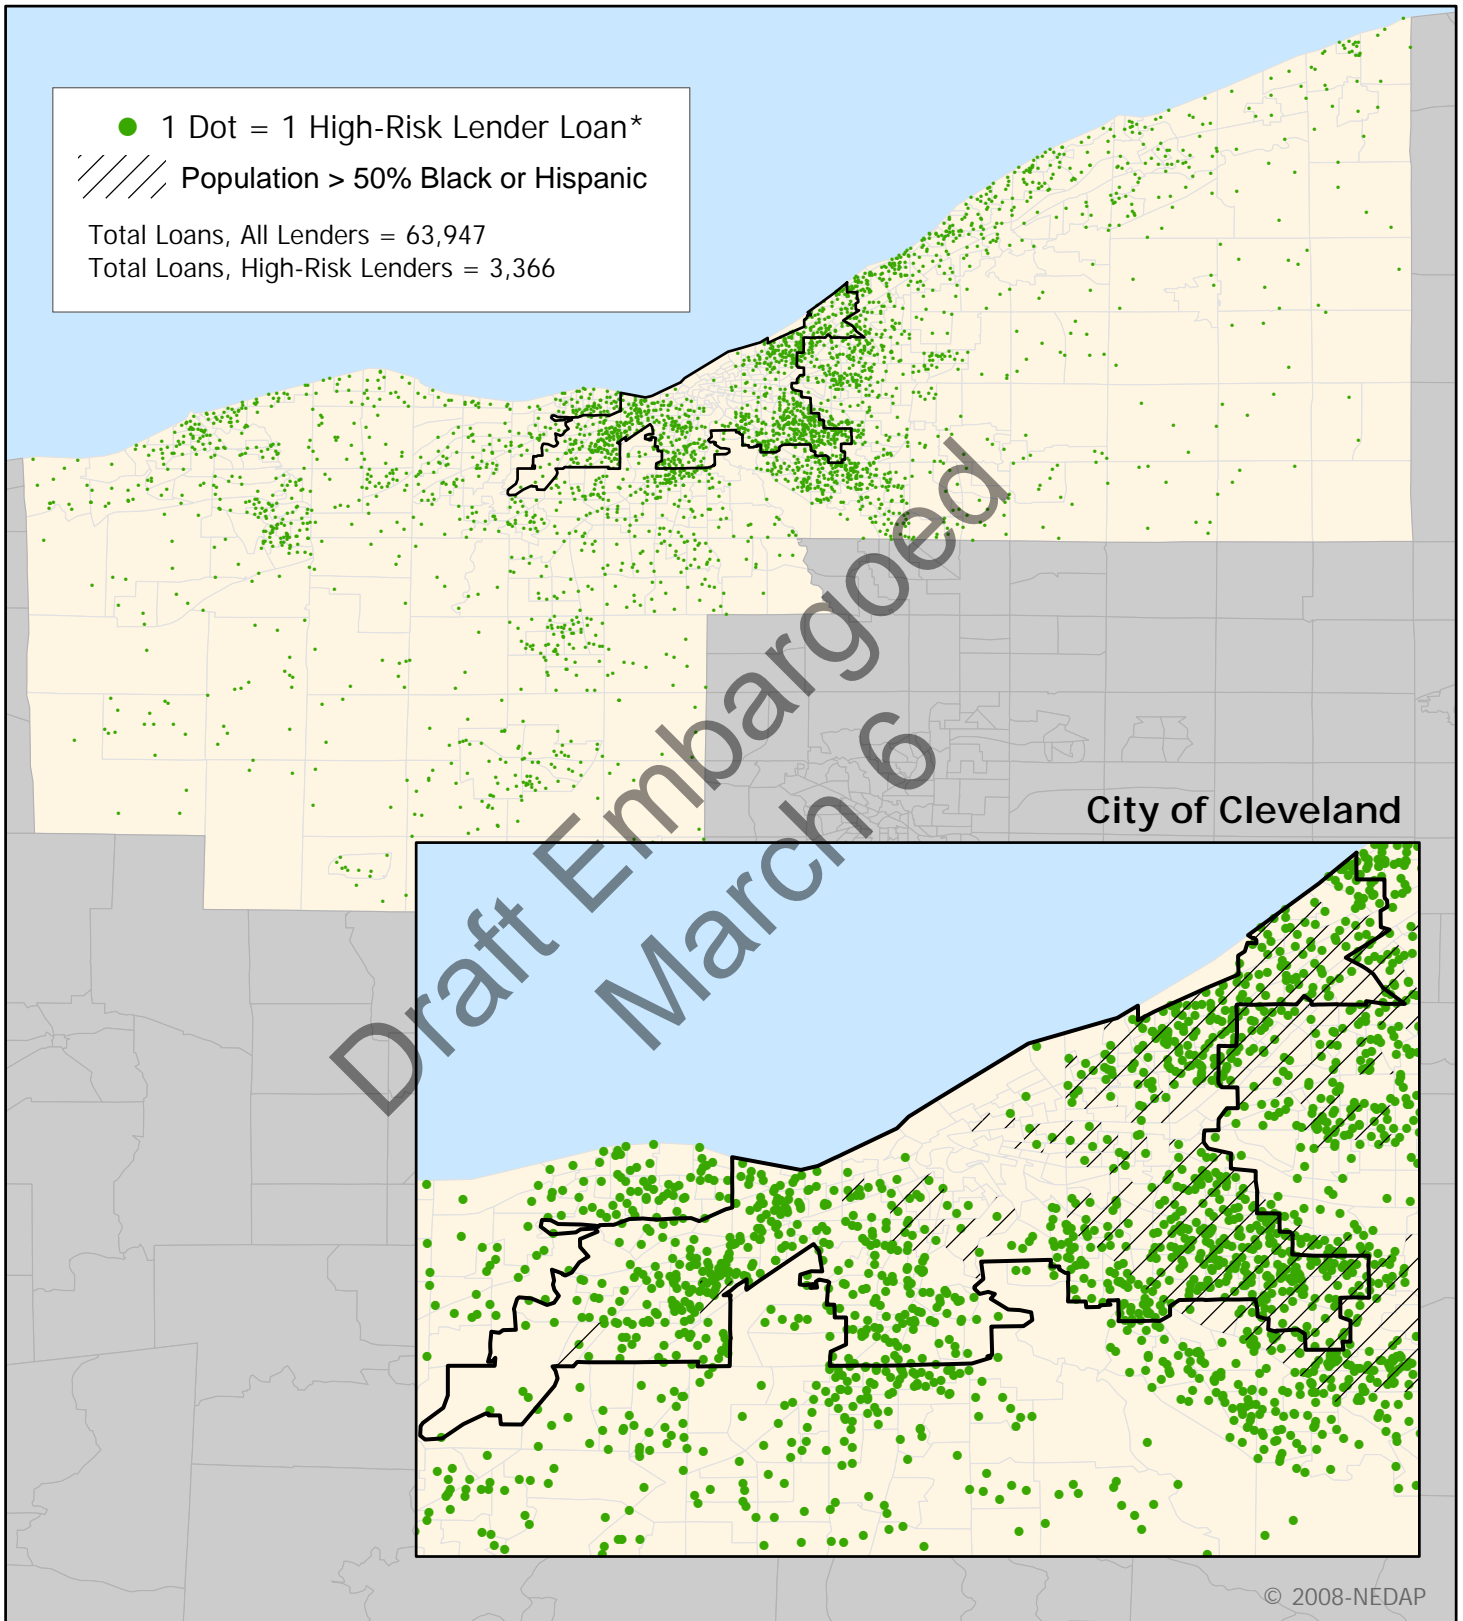 1 Dot = 1 High-Risk Lender Loan*
Population > 50% Black or Hispanic
Total Loans, All Lenders = 63,947
Total Loans, High-Risk Lenders = 3,366
Draft Embargoed
March 6
City of Cleveland
© 2008-NEDAP